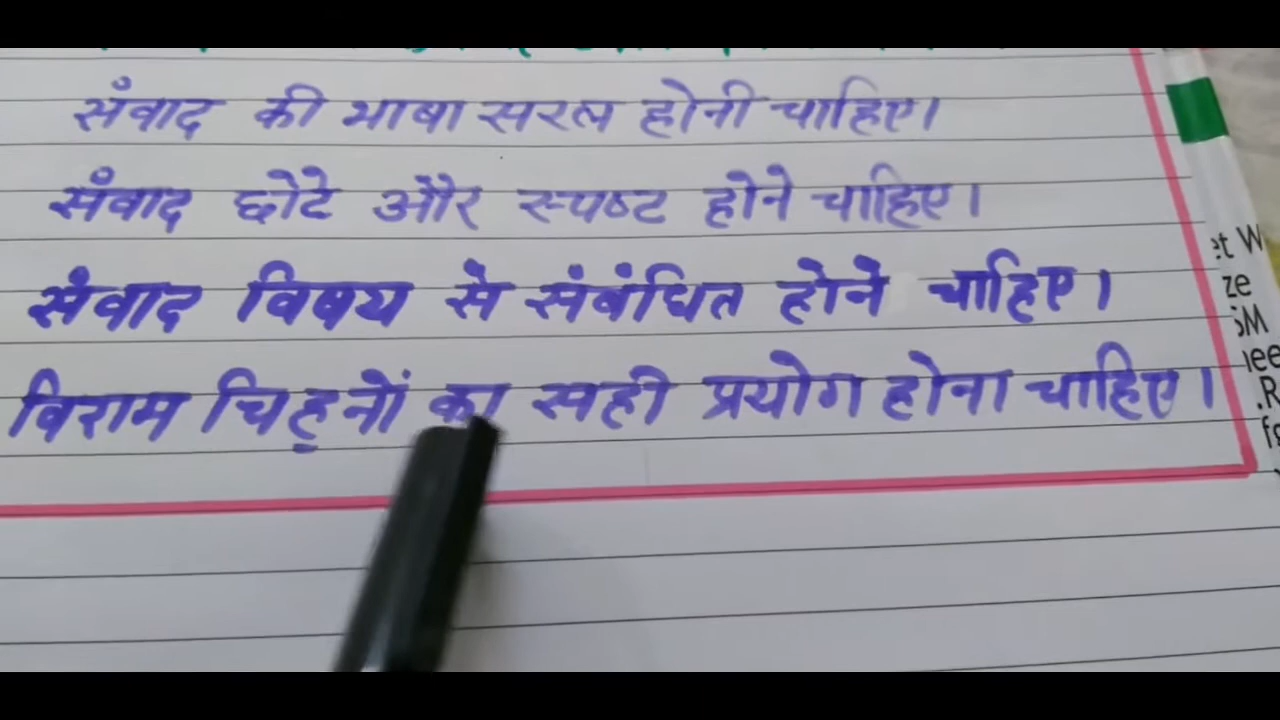 संवाद की भाषा सरल होनी चाहिए।
संवाद छोटे और स्पष्ट होने चाहिए।
संवाद विषय से संबंधित होने चाहिए।
विराम चिह्नों का सही प्रयोग होना चाहिए।